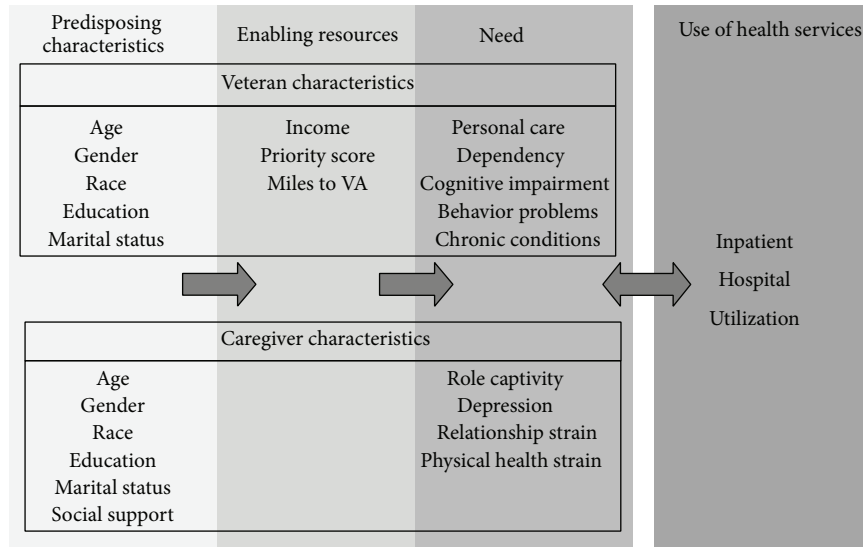 Predisposing
characteristics
Enabling resources
Need
Use of health services
Veteran characteristics
Age
Gender
Race
Education
Marital status
Income
Priority score
Miles to VA
Personal care
Dependency
Cognitive impairment
Behavior problems
Chronic conditions
Inpatient
Hospital
Utilization
Caregiver characteristics
Age
Gender
Race
Education
Marital status
Social support
Role captivity
Depression
Relationship strain
Physical health strain